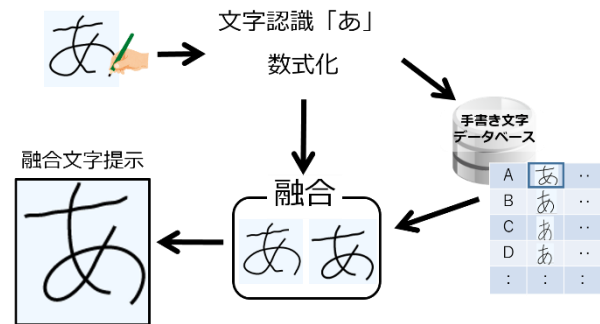 あ
文字認識「あ」
数式化
手書き文字
データベース
A あ ‥
B あ ‥
C あ
D あ ‥
： ： ：
融合
あ あ
融合文字提示
あ